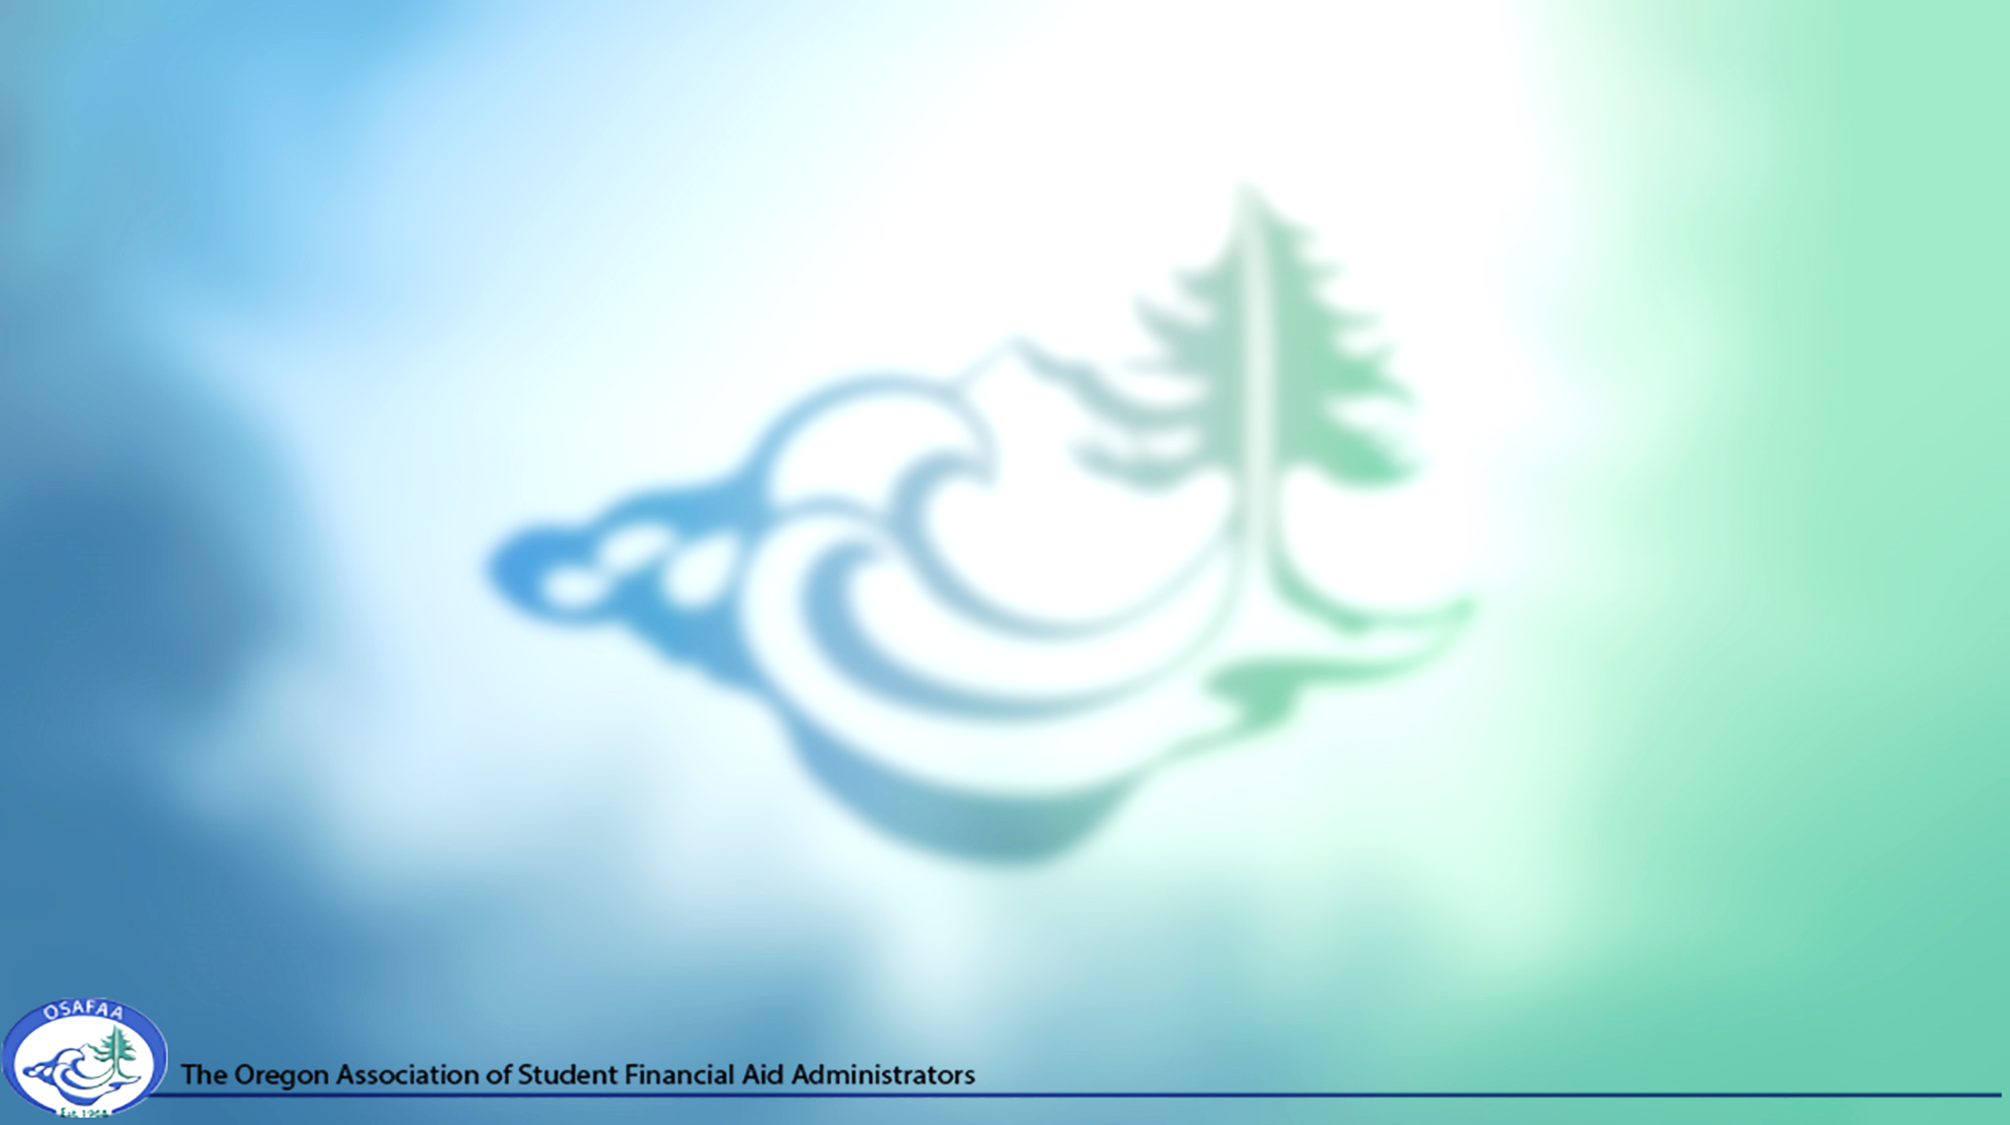 OSAFAA
The Oregon Association of Student Financial Aid Administrators